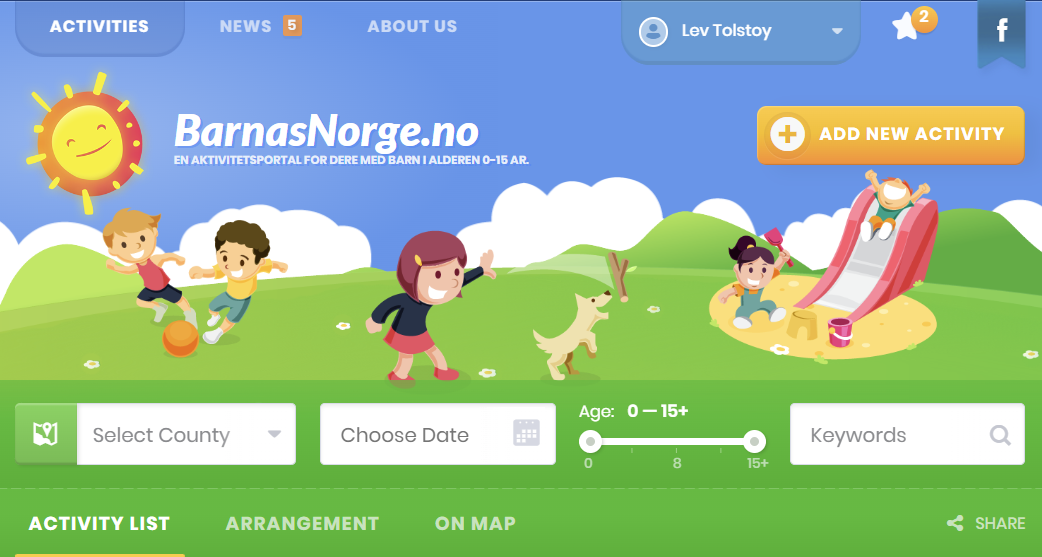 ACTIVITIES
NEWS 5
ABOUT US
Lev Tolstoy
2
f
BarnasNorge.no
EN AKTIVITETSPORTAL FOR DERE MED BARN I ALDEREN 0-15 AR.
ADD NEW ACTIVITY
Select County
Choose Date
Age: 0 — 15+
0 8 15+
Keywords
ACTIVITY LIST
ARRANGEMENT
ON MAP
SHARE